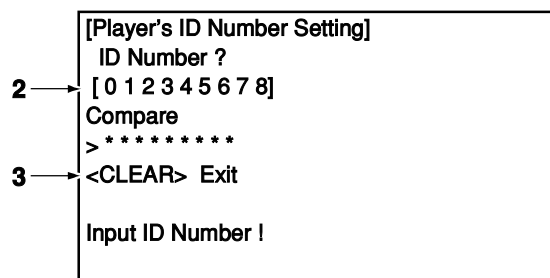 [Player's ID Number Setting]
ID Number ?
2 [ 0 1 2 3 4 5 6 7 8]
Compare
> * * * * * * * * *
3 <CLEAR> Exit
Input ID Number !